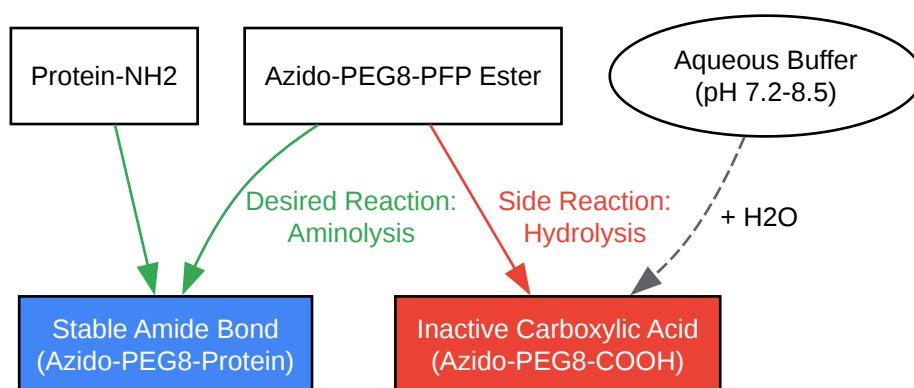 Protein-NH2
Azido-PEG8-PFP Ester
Aqueous Buffer
(pH 7.2-8.5)
Desired Reaction:
Aminolysis
Side Reaction:
Hydrolysis
+ H2O
Stable Amide Bond
(Azido-PEG8-Protein)
Inactive Carboxylic Acid
(Azido-PEG8-COOH)